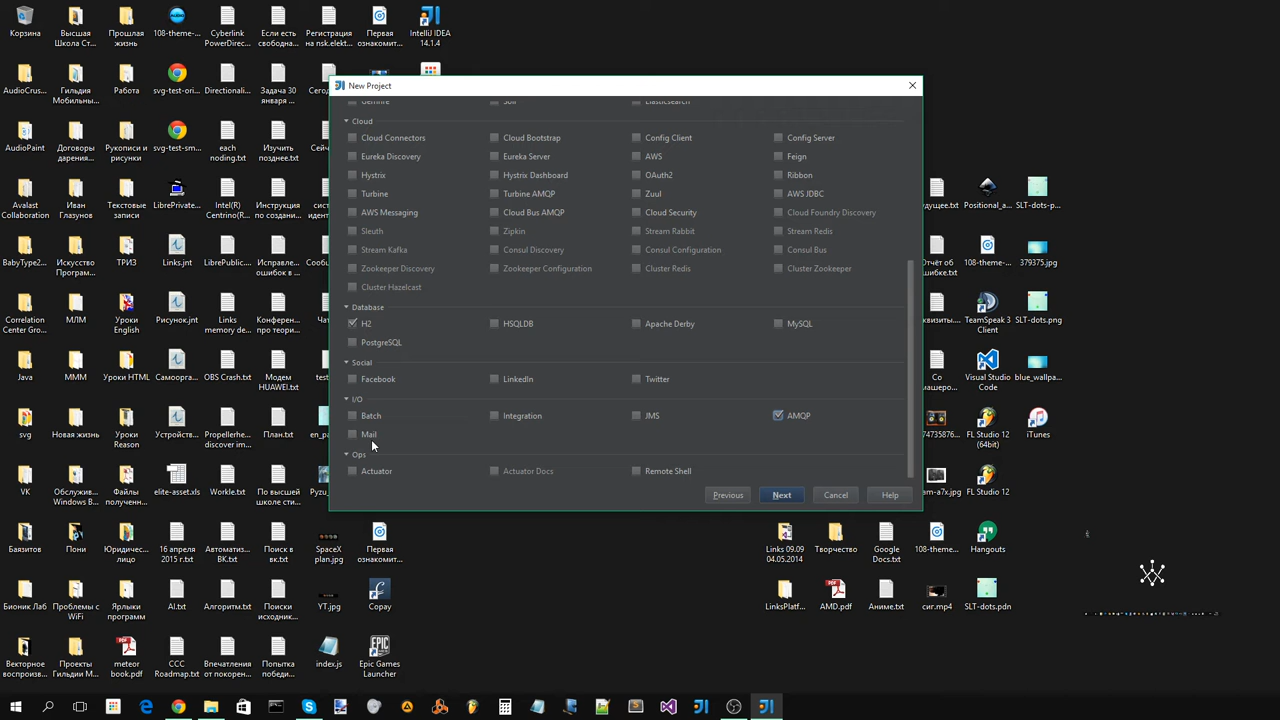 Корзина
Высшая Школа Ст...
Прошлая жизнь
108-theme-...
Cyberlink PowerDirec...
Если есть свободна...
Регистрация на nsk.elekt...
Первая ознакомит...
IntelliJ IDEA 14.1.4
AudioCrus...
Гильдия Мобильны...
Работа
svg-test-ori...
Directionali...
Задача 30 января ...
Сегод...
AudioPaint
Договоры дарения...
Рукописи и рисунки
svg-test-sm...
each noding.txt
Изучить позднее.txt
Avalast Collaboration
Иван Глазунов
Текстовые записи
LibrePrivate...
Intel(R) Centrino(R)...
Инструкция по создани...
BabyType2...
Искусство Програм...
ТРИЗ
Links.jnt
LibrePublic...
Исправле... ошибок в ...
Correlation Center Gro...
МЛМ
Уроки English
Рисунок.jnt
Links memory de...
Конферен... по теори...
Java
МММ
Уроки HTML
Самоорга...
OBS Crash.txt
Модем HUAWEI.txt
svg
Новая жизнь
Уроки Reason
Устройств...
Propellerhe... discover im...
План.txt
VK
Обслужив... Windows B...
Файлы полученн...
elite-asset.xls
Workle.txt
По высшей школе сти...
Pyzu_...
Баязитов
Пони
Юридичес... лицо
16 апреля 2015 г.txt
Автоматиз... ВК.txt
Поиск в вк.txt
SpaceX plan.jpg
Первая ознакомит...
Бионик Лаб
Проблемы с WiFi
Ярлыки программ
AI.txt
Алгоритм.txt
Поиски исходник...
YT.jpg
Copay
Векторное воспроизв...
Проекты Гильдии М...
meteor book.pdf
CCC Roadmap.txt
Впечатления от покорен...
Попытка победи...
index.js
Epic Games Launcher
New Project
Gemfire Solr Elasticsearch
Cloud
Cloud Connectors Cloud Bootstrap Config Client Config Server
Eureka Discovery Eureka Server AWS Feign
Hystrix Hystrix Dashboard OAuth2 Ribbon
Turbine Turbine AMQP Zuul AWS JDBC
AWS Messaging Cloud Bus AMQP Cloud Security Cloud Foundry Discovery
Sleuth Zipkin Stream Rabbit Stream Redis
Stream Kafka Consul Discovery Consul Configuration Consul Bus
Zookeeper Discovery Zookeeper Configuration Cluster Redis Cluster Zookeeper
Cluster Hazelcast
Database
H2 HSQLDB Apache Derby MySQL
PostgreSQL
Social
Facebook LinkedIn Twitter
I/O
Batch Integration JMS AMQP
Mail
Ops
Actuator Actuator Docs Remote Shell
Previous Next Cancel Help
Positional_a...
SLT-dots-p...
108-theme-...
379375.jpg
TeamSpeak 3 Client
SLT-dots.png
Visual Studio Code
blue_wallpa...
FL Studio 12 (64bit)
iTunes
FL Studio 12
Links 09.09 04.05.2014
Творчество
Google Docs.txt
108-theme-...
Hangouts
LinksPlatf...
AMD.pdf
Аниме.txt
сиг.mp4
SLT-dots.pdn